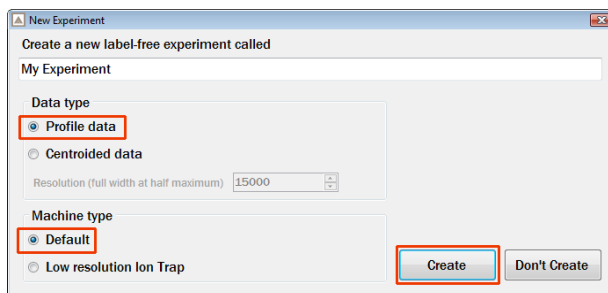 New Experiment
Create a new label-free experiment called
My Experiment
Data type
Profile data
Centroided data
Resolution (full width at half maximum) 15000
Machine type
Default
Low resolution Ion Trap
Create Don't Create